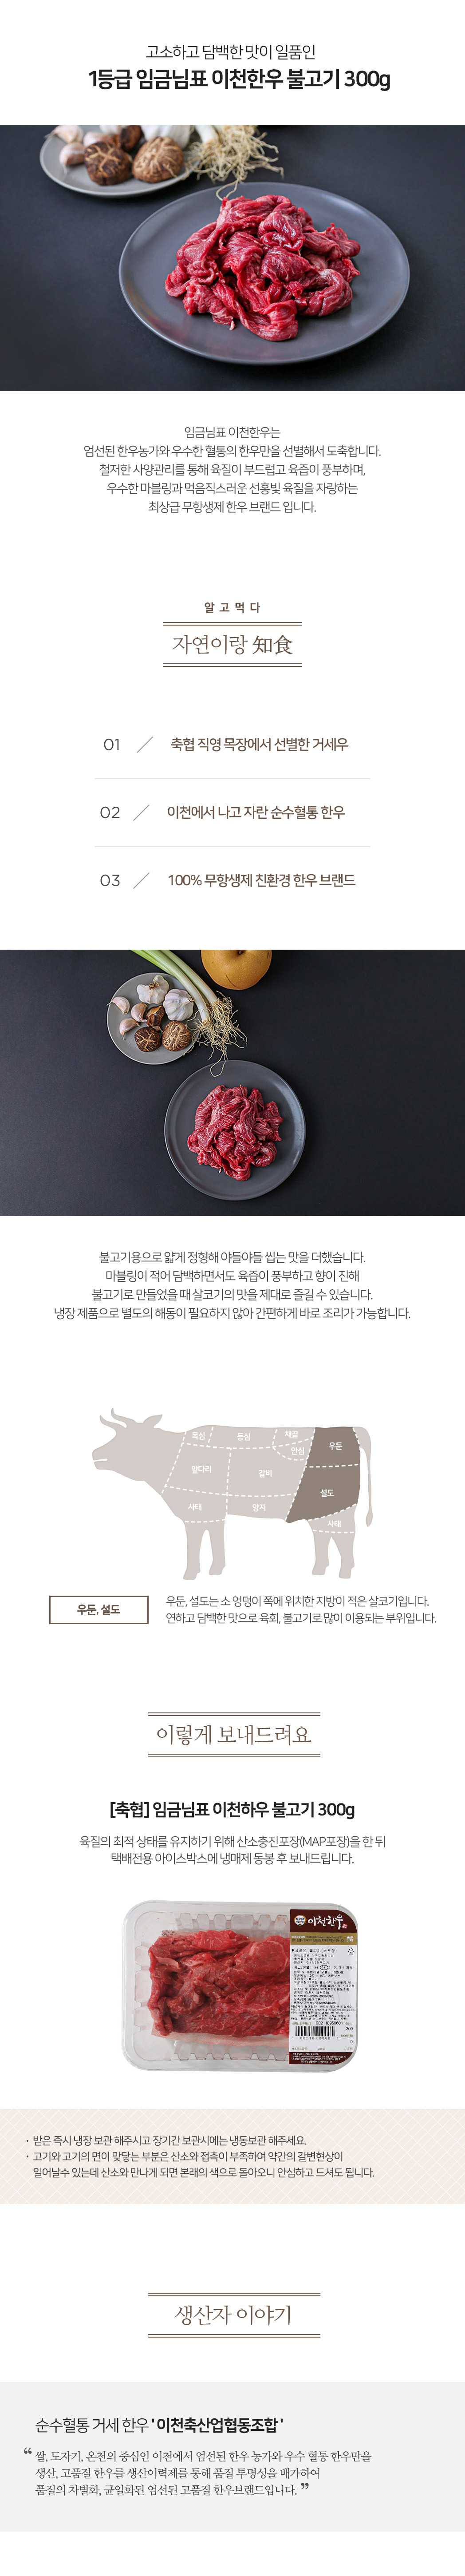 고소하고 담백한 맛이 일품인
1등급 임금님표 이천한우 불고기 300g
임금님표 이천한우는
엄선된 한우농가와 우수한 혈통의 한우만을 선별해서 도축합니다.
철저한 사양관리를 통해 육질이 부드럽고 육즙이 풍부하며,
우수한 마블링과 먹음직스러운 선홍빛 육질을 자랑하는
최상급 무항생제 한우 브랜드 입니다.
알고먹다
자연이랑 知食
01 / 축협 직영 목장에서 선별한 거세우
02 / 이천에서 나고 자란 순수혈통 한우
03 / 100% 무항생제 친환경 한우 브랜드
불고기용으로 얇게 정형해 야들야들 씹는 맛을 더했습니다.
마블링이 적어 담백하면서도 육즙이 풍부하고 향이 진해
불고기로 만들었을 때 살코기의 맛을 제대로 즐길 수 있습니다.
냉장 제품으로 별도의 해동이 필요하지 않아 간편하게 바로 조리가 가능합니다.
목심 등심 채끝 우둔
안심
앞다리 갈비
설도
사태 양지
사태
우둔, 설도
우둔, 설도는 소 엉덩이 쪽에 위치한 지방이 적은 살코기입니다.
연하고 담백한 맛으로 육회, 불고기로 많이 이용되는 부위입니다.
이렇게 보내드려요
[축협] 임금님표 이천하우 불고기 300g
육질의 최적 상태를 유지하기 위해 산소충진포장(MAP포장)을 한 뒤
택배전용 아이스박스에 냉매제 동봉 후 보내드립니다.
이천한우
· 받은 즉시 냉장 보관 해주시고 장기간 보관시에는 냉동보관 해주세요.
· 고기와 고기의 면이 맞닿는 부분은 산소와 접촉이 부족하여 약간의 갈변현상이
일어날수 있는데 산소와 만나게 되면 본래의 색으로 돌아오니 안심하고 드셔도 됩니다.
생산자 이야기
순수혈통 거세 한우 ' 이천축산업협동조합 '
“ 쌀, 도자기, 온천의 중심인 이천에서 엄선된 한우 농가와 우수 혈통 한우만을
생산, 고품질 한우를 생산이력제를 통해 품질 투명성을 배가하여
품질의 차별화, 균일화된 엄선된 고품질 한우브랜드입니다. ”